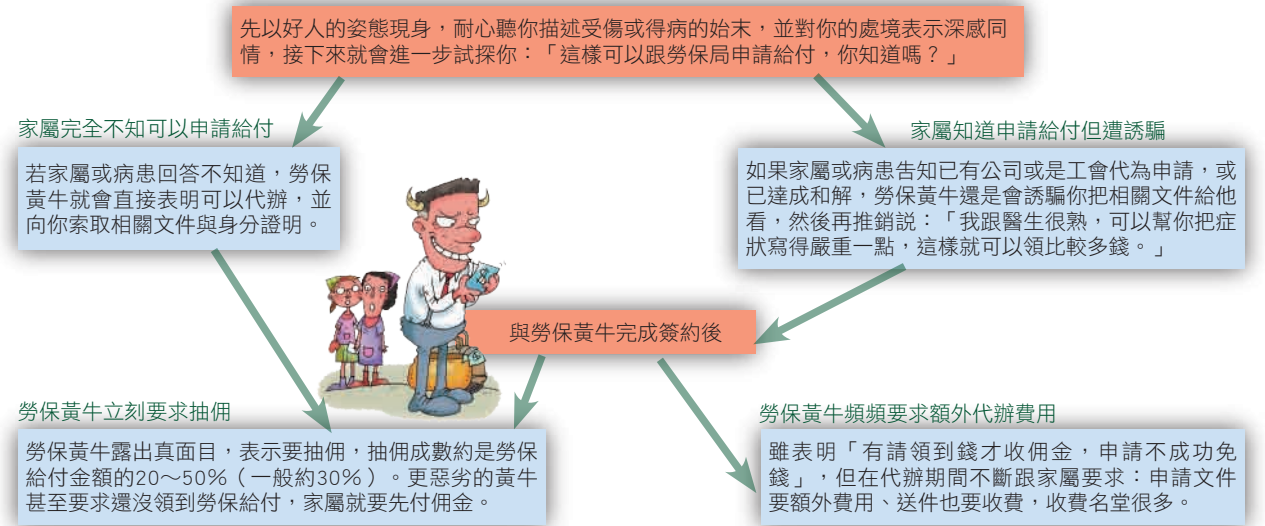 先以好人的姿態現身，耐心聽你描述受傷或得病的始末，並對你的處境表示深感同
情，接下來就會進一步試探你：「這樣可以跟勞保局申請給付，你知道嗎？」
家屬完全不知可以申請給付
若家屬或病患回答不知道，勞保
黃牛就會直接表明可以代辦，並
向你索取相關文件與身分證明。
家屬知道申請給付但遭誘騙
如果家屬或病患告知已有公司或是工會代為申請，或
已達成和解，勞保黃牛還是會誘騙你把相關文件給他
看，然後再推銷說：「我跟醫生很熟，可以幫你把症
狀寫得嚴重一點，這樣就可以領比較多錢。」
與勞保黃牛完成簽約後
勞保黃牛立刻要求抽佣
勞保黃牛露出真面目，表示要抽佣，抽佣成數約是勞保
給付金額的20～50%（一般約30%）。更惡劣的黃牛
甚至要求還沒領到勞保給付，家屬就要先付佣金。
勞保黃牛頻頻要求額外代辦費用
雖表明「有請領到錢才收佣金，申請不成功免
錢」，但在代辦期間不斷跟家屬要求：申請文件
要額外費用、送件也要收費，收費名堂很多。